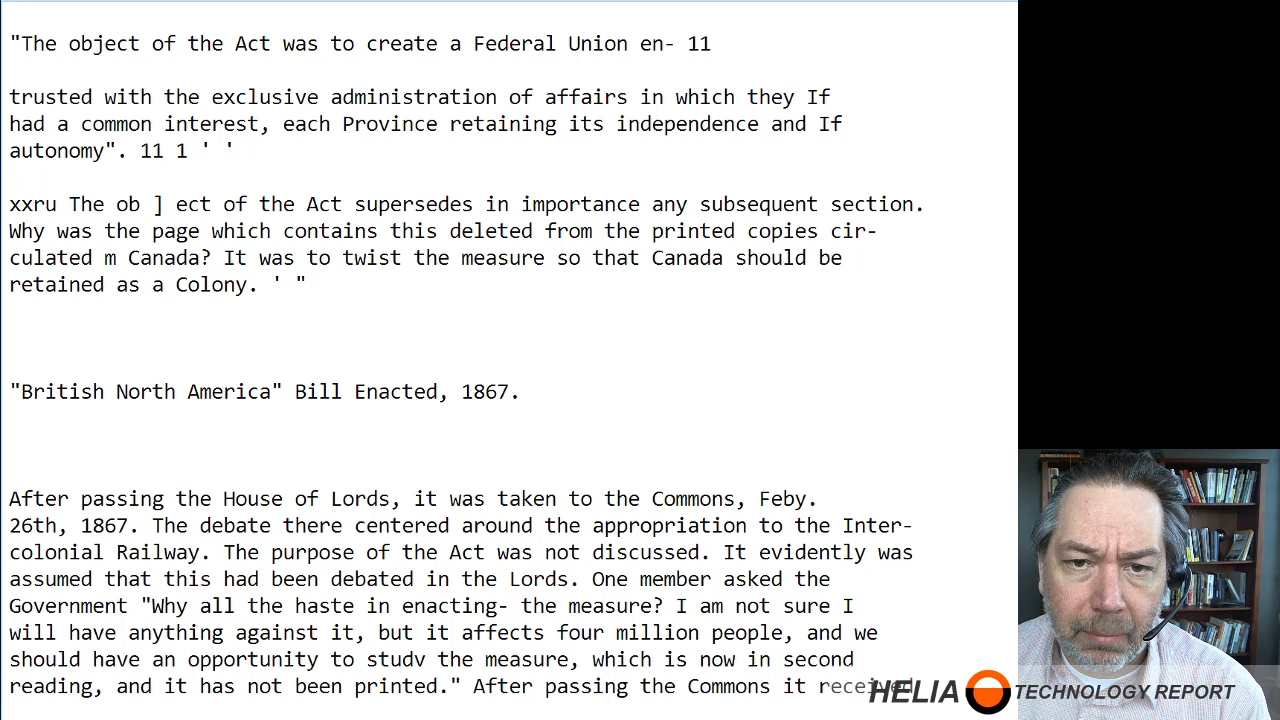 "The object of the Act was to create a Federal Union en- 11
trusted with the exclusive administration of affairs in which they If
had a common interest, each Province retaining its independence and If
autonomy". 11 1 ' '
xxru The ob ] ect of the Act supersedes in importance any subsequent section.
Why was the page which contains this deleted from the printed copies cir-
culated m Canada? It was to twist the measure so that Canada should be
retained as a Colony. ' "
"British North America" Bill Enacted, 1867.
After passing the House of Lords, it was taken to the Commons, Feby.
26th, 1867. The debate there centered around the appropriation to the Inter-
colonial Railway. The purpose of the Act was not discussed. It evidently was
assumed that this had been debated in the Lords. One member asked the
Government "Why all the haste in enacting- the measure? I am not sure I
will have anything against it, but it affects four million people, and we
should have an opportunity to studv the measure, which is now in second
reading, and it has not been printed." After passing the Commons it received
HELIA TECHNOLOGY REPORT